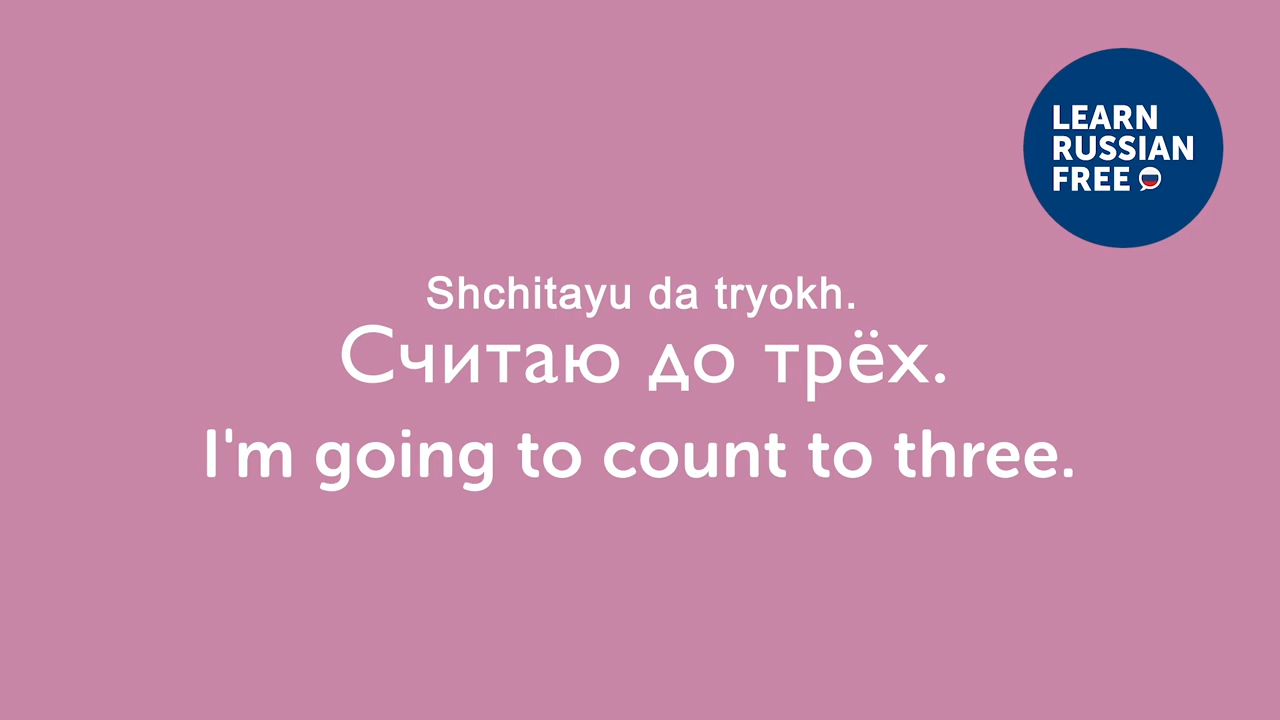 LEARN
RUSSIAN
FREE
Shchitayu da tryokh.
Считаю до трёх.
I'm going to count to three.